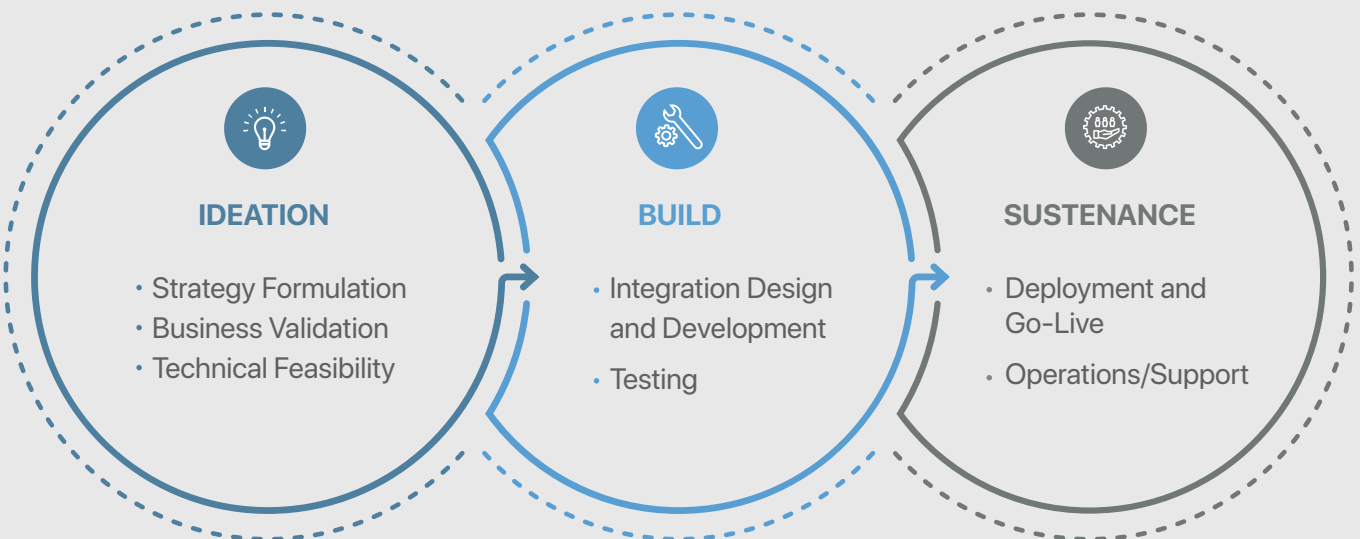 IDEATION
• Strategy Formulation
• Business Validation
• Technical Feasibility
BUILD
• Integration Design
and Development
• Testing
SUSTENANCE
• Deployment and
Go-Live
• Operations/Support